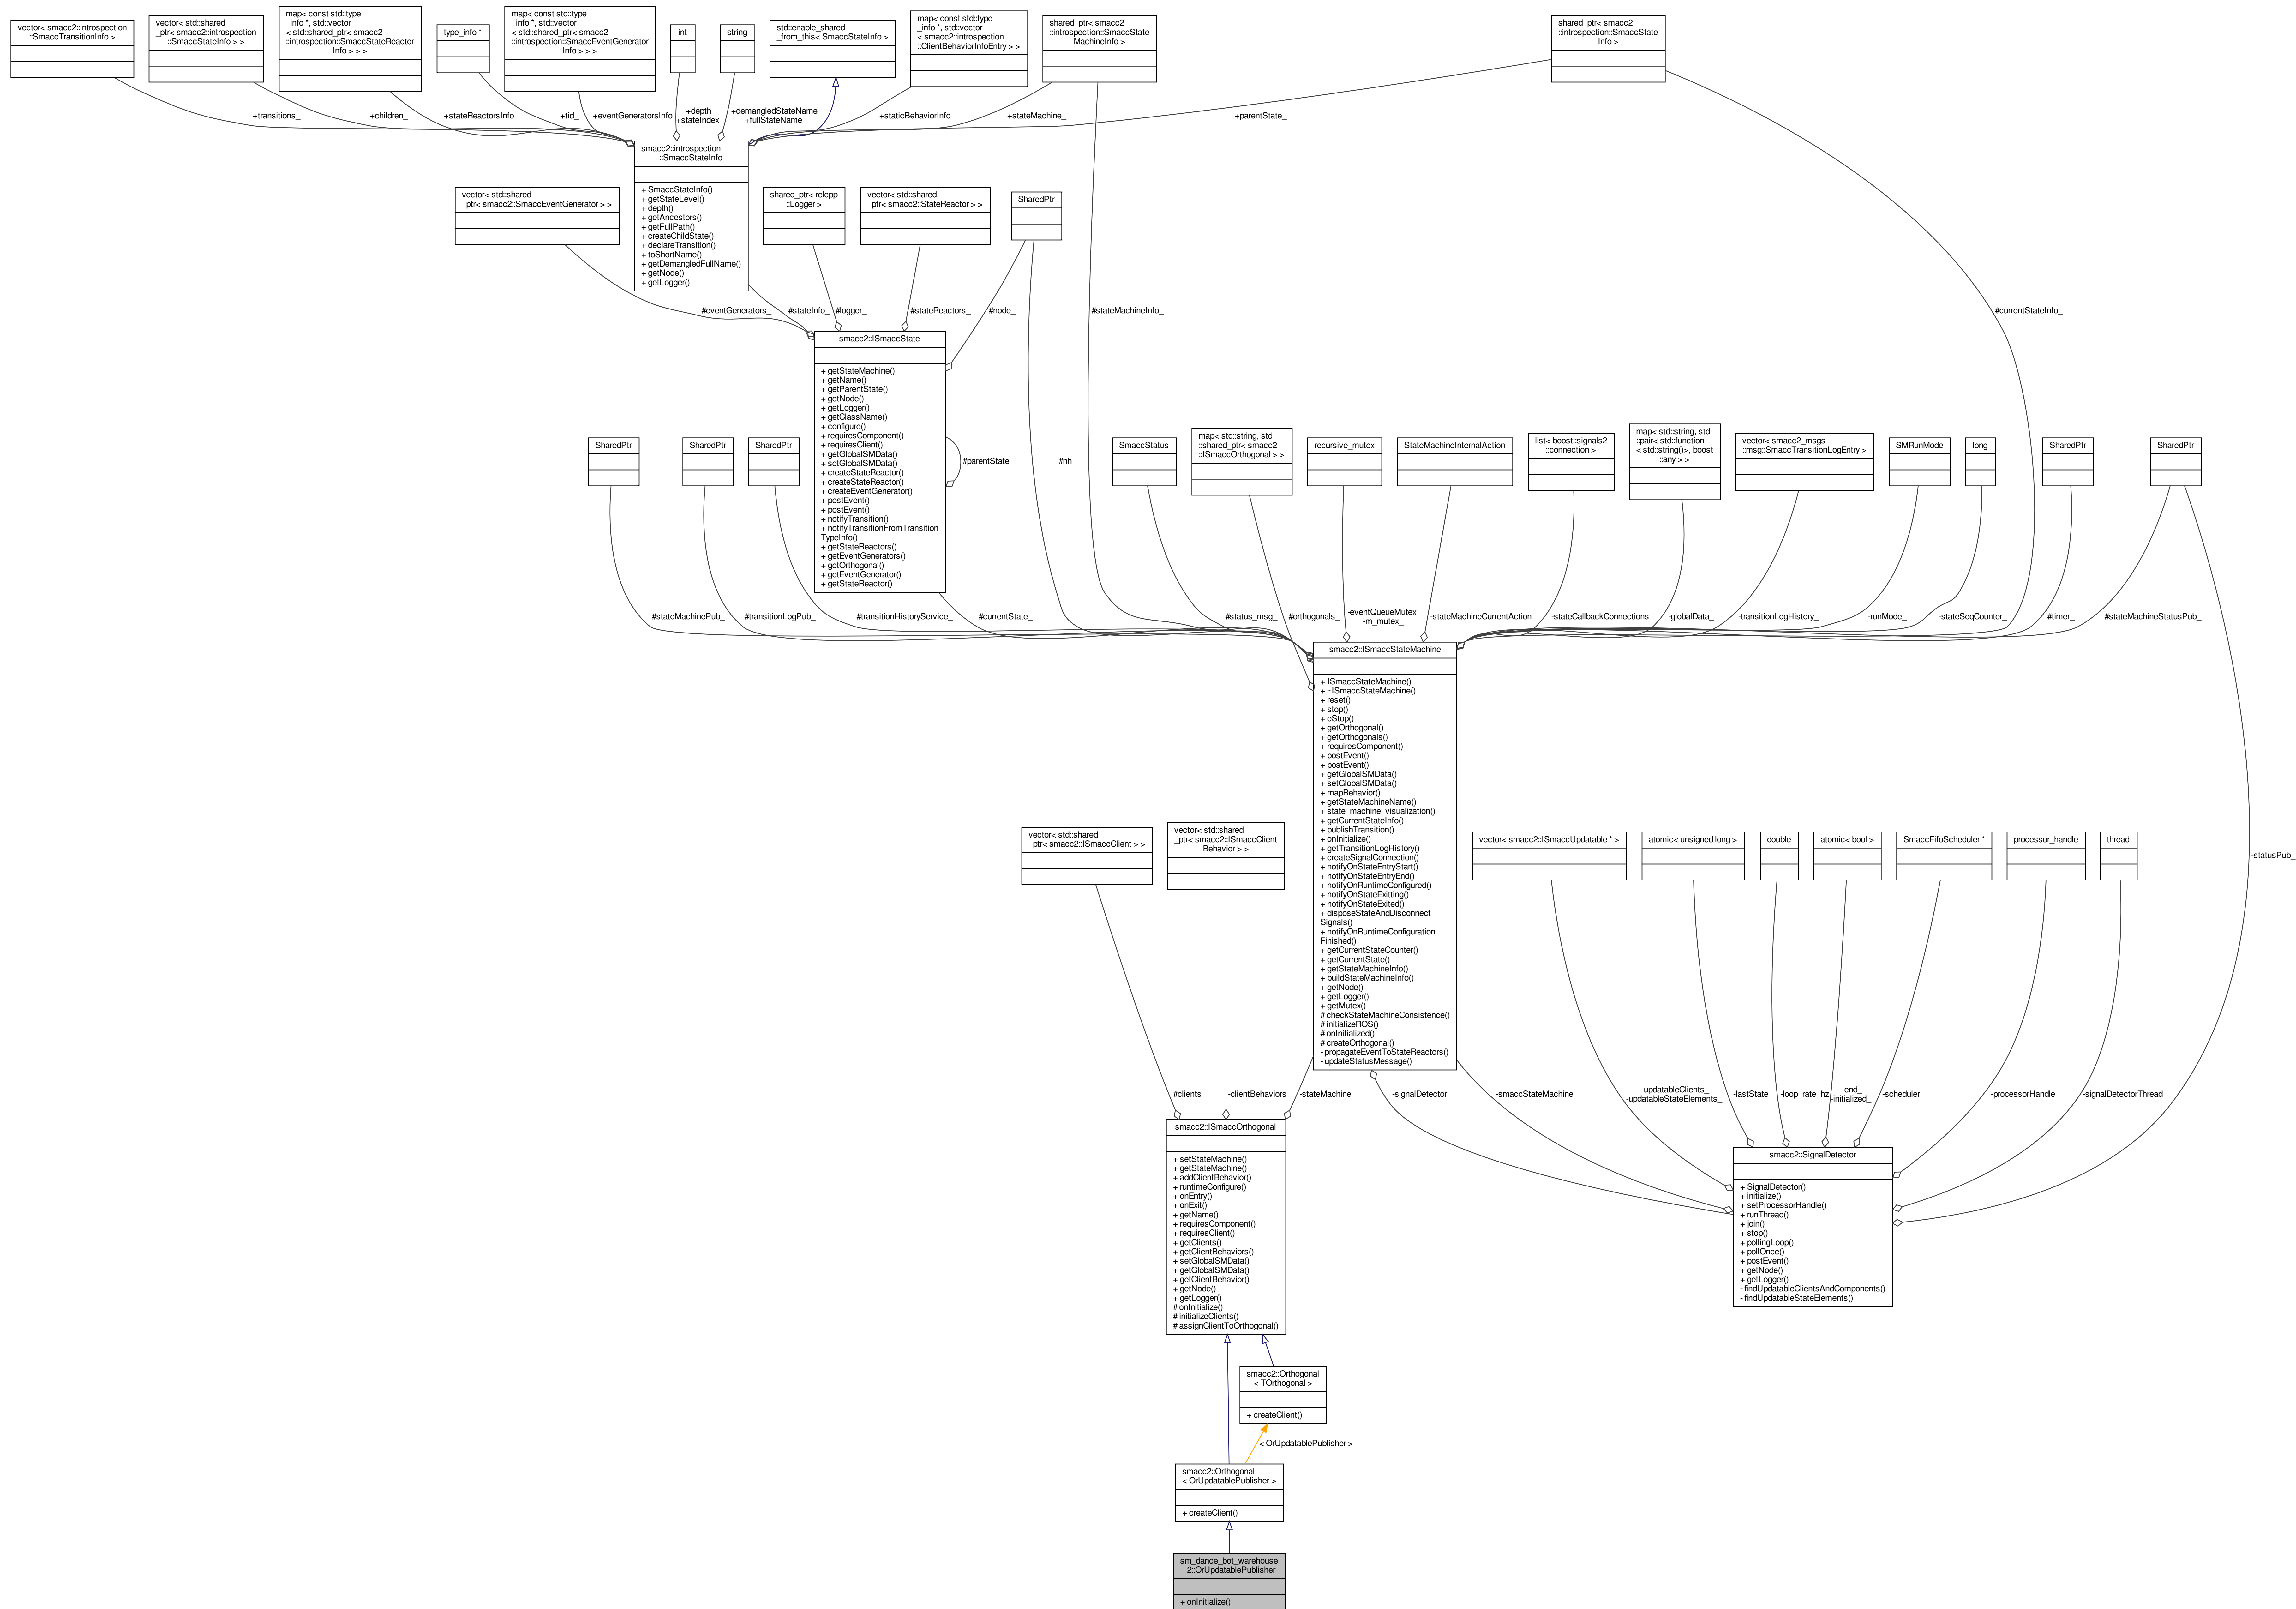 vector< smacc2::introspection
::SmaccTransitionInfo >
vector< std::shared
_ptr< smacc2::introspection
::SmaccStateInfo > >
map< const std::type
_info *, std::vector
< std::shared_ptr< smacc2
::introspection::SmaccStateReactor
Info > > >
type_info *
map< const std::type
_info *, std::vector
< std::shared_ptr< smacc2
::introspection::SmaccEventGenerator
Info > > >
int
string
std::enable_shared
_from_this< SmaccStateInfo >
map< const std::type
_info *, std::vector
< smacc2::introspection
::ClientBehaviorInfoEntry > >
shared_ptr< smacc2
::introspection::SmaccState
MachineInfo >
shared_ptr< smacc2
::introspection::SmaccState
Info >
+transitions_
+children_
+stateReactorsInfo
+tid_
+eventGeneratorsInfo
+depth_
+stateIndex_
+demangledStateName
+fullStateName
+staticBehaviorInfo
+stateMachine_
+parentState_
smacc2::introspection
::SmaccStateInfo
+ SmaccStateInfo()
+ getStateLevel()
+ depth()
+ getAncestors()
+ getFullPath()
+ createChildState()
+ declareTransition()
+ toShortName()
+ getDemangledFullName()
+ getNode()
+ getLogger()
vector< std::shared
_ptr< smacc2::SmaccEventGenerator > >
shared_ptr< rclcpp
::Logger >
vector< std::shared
_ptr< smacc2::StateReactor > >
SharedPtr
#eventGenerators_
#stateInfo_
#logger_
#stateReactors_
#node_
#stateMachineInfo_
#currentStateInfo_
smacc2::ISmaccState
+ getStateMachine()
+ getName()
+ getParentState()
+ getNode()
+ getLogger()
+ getClassName()
+ configure()
+ requiresComponent()
+ requiresClient()
+ getGlobalSMData()
+ setGlobalSMData()
+ createStateReactor()
+ createStateReactor()
+ createEventGenerator()
+ postEvent()
+ postEvent()
+ notifyTransition()
+ notifyTransitionFromTransition
TypeInfo()
+ getStateReactors()
+ getEventGenerators()
+ getOrthogonal()
+ getEventGenerator()
+ getStateReactor()
#parentState_
#nh_
SharedPtr
SharedPtr
SharedPtr
SmaccStatus
map< std::string, std
::shared_ptr< smacc2
::ISmaccOrthogonal > >
recursive_mutex
StateMachineInternalAction
list< boost::signals2
::connection >
map< std::string, std
::pair< std::function
< std::string()>, boost
::any > >
vector< smacc2_msgs
::msg::SmaccTransitionLogEntry >
SMRunMode
long
SharedPtr
SharedPtr
#stateMachinePub_
#transitionLogPub_
#transitionHistoryService_
#currentState_
#status_msg_
#orthogonals_
-eventQueueMutex_
-m_mutex_
-stateMachineCurrentAction
-stateCallbackConnections
-globalData_
-transitionLogHistory_
-runMode_
-stateSeqCounter_
#timer_
#stateMachineStatusPub_
smacc2::ISmaccStateMachine
+ ISmaccStateMachine()
+ ~ISmaccStateMachine()
+ reset()
+ stop()
+ eStop()
+ getOrthogonal()
+ getOrthogonals()
+ requiresComponent()
+ postEvent()
+ postEvent()
+ getGlobalSMData()
+ setGlobalSMData()
+ mapBehavior()
+ getStateMachineName()
+ state_machine_visualization()
+ getCurrentStateInfo()
+ publishTransition()
+ onInitialize()
+ getTransitionLogHistory()
+ createSignalConnection()
+ notifyOnStateEntryStart()
+ notifyOnStateEntryEnd()
+ notifyOnRuntimeConfigured()
+ notifyOnStateExitting()
+ notifyOnStateExited()
+ disposeStateAndDisconnect
Signals()
+ notifyOnRuntimeConfiguration
Finished()
+ getCurrentStateCounter()
+ getCurrentState()
+ getStateMachineInfo()
+ buildStateMachineInfo()
+ getNode()
+ getLogger()
+ getMutex()
# checkStateMachineConsistence()
# initializeROS()
# onInitialized()
# createOrthogonal()
- propagateEventToStateReactors()
- updateStatusMessage()
vector< std::shared
_ptr< smacc2::ISmaccClient > >
vector< std::shared
_ptr< smacc2::ISmaccClient
Behavior > >
vector< smacc2::ISmaccUpdatable * >
atomic< unsigned long >
double
atomic< bool >
SmaccFifoScheduler *
processor_handle
thread
-statusPub_
#clients_
-clientBehaviors_
-stateMachine_
-signalDetector_
-smaccStateMachine_
-updatableClients_
-updatableStateElements_
-lastState_
-loop_rate_hz
-end_
-initialized_
-scheduler_
-processorHandle_
-signalDetectorThread_
smacc2::ISmaccOrthogonal
+ setStateMachine()
+ getStateMachine()
+ addClientBehavior()
+ runtimeConfigure()
+ onEntry()
+ onExit()
+ getName()
+ requiresComponent()
+ requiresClient()
+ getClients()
+ getClientBehaviors()
+ setGlobalSMData()
+ getGlobalSMData()
+ getClientBehavior()
+ getNode()
+ getLogger()
# onInitialize()
# initializeClients()
# assignClientToOrthogonal()
smacc2::SignalDetector
+ SignalDetector()
+ initialize()
+ setProcessorHandle()
+ runThread()
+ join()
+ stop()
+ pollingLoop()
+ pollOnce()
+ postEvent()
+ getNode()
+ getLogger()
- findUpdatableClientsAndComponents()
- findUpdatableStateElements()
smacc2::Orthogonal
< TOrthogonal >
+ createClient()
< OrUpdatablePublisher >
smacc2::Orthogonal
< OrUpdatablePublisher >
+ createClient()
sm_dance_bot_warehouse
_2::OrUpdatablePublisher
+ onInitialize()